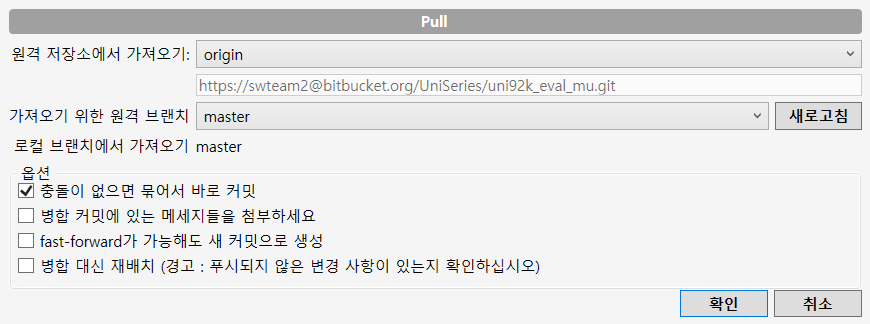 Pull
원격 저장소에서 가져오기: origin
https://swteam2@bitbucket.org/UniSeries/uni92k_eval_mu.git
가져오기 위한 원격 브랜치 master 새로고침
로컬 브랜치에서 가져오기 master
옵션
충돌이 없으면 묶어서 바로 커밋
병합 커밋에 있는 메세지들을 첨부하세요
fast-forward가 가능해도 새 커밋으로 생성
병합 대신 재배치 (경고 : 푸시되지 않은 변경 사항이 있는지 확인하십시오)
확인 취소